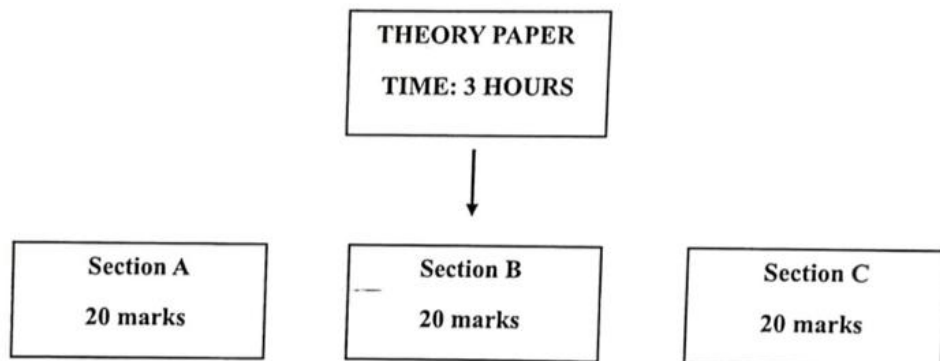 THEORY PAPER
TIME: 3 HOURS
Section A
20 marks
Section B
20 marks
Section C
20 marks